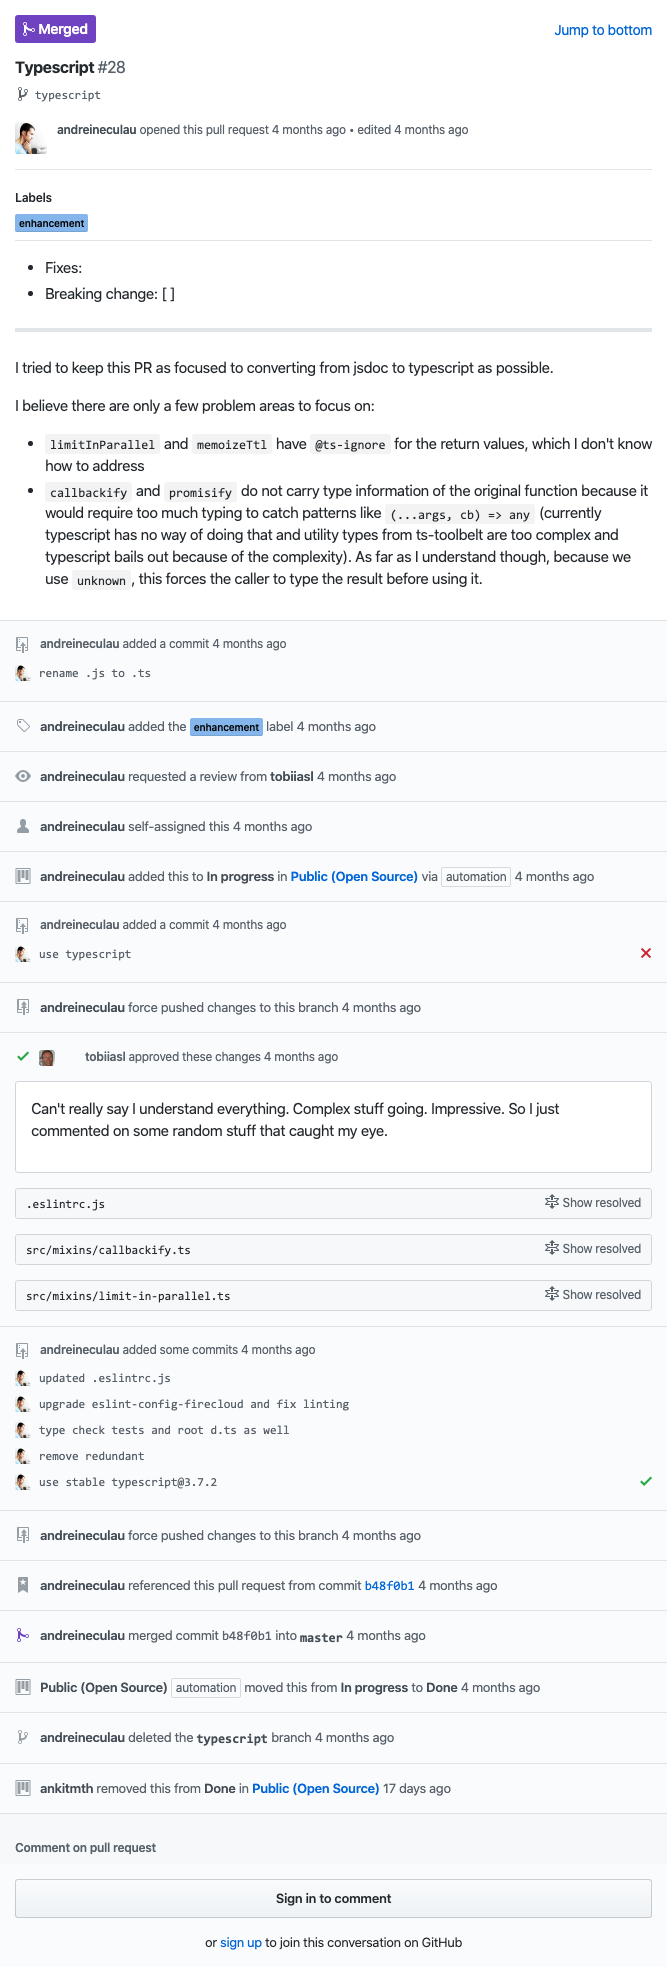 Merged
Jump to bottom
Typescript #28
typescript
andreineculau opened this pull request 4 months ago • edited 4 months ago
Labels
enhancement
• Fixes:
• Breaking change: [ ]
I tried to keep this PR as focused to converting from jsdoc to typescript as possible.
I believe there are only a few problem areas to focus on:
• limitInParallel and memoizeTtl have @ts-ignore for the return values, which I don't know
how to address
• callbackify and promisify do not carry type information of the original function because it
would require too much typing to catch patterns like (...args, cb) => any (currently
typescript has no way of doing that and utility types from ts-toolbelt are too complex and
typescript bails out because of the complexity). As far as I understand though, because we
use unknown , this forces the caller to type the result before using it.
andreineculau added a commit 4 months ago
rename .js to .ts
andreineculau added the enhancement label 4 months ago
andreineculau requested a review from tobiiasl 4 months ago
andreineculau self-assigned this 4 months ago
andreineculau added this to In progress in Public (Open Source) via automation 4 months ago
andreineculau added a commit 4 months ago
use typescript
andreineculau force pushed changes to this branch 4 months ago
tobiiasl approved these changes 4 months ago
Can't really say I understand everything. Complex stuff going. Impressive. So I just
commented on some random stuff that caught my eye.
.eslintrc.js Show resolved
src/mixins/callbackify.ts Show resolved
src/mixins/limit-in-parallel.ts Show resolved
andreineculau added some commits 4 months ago
updated .eslintrc.js
upgrade eslint-config-firecloud and fix linting
type check tests and root d.ts as well
remove redundant
use stable typescript@3.7.2
andreineculau force pushed changes to this branch 4 months ago
andreineculau referenced this pull request from commit b48f0b1 4 months ago
andreineculau merged commit b48f0b1 into master 4 months ago
Public (Open Source) automation moved this from In progress to Done 4 months ago
andreineculau deleted the typescript branch 4 months ago
ankitmth removed this from Done in Public (Open Source) 17 days ago
Comment on pull request
Sign in to comment
or sign up to join this conversation on GitHub